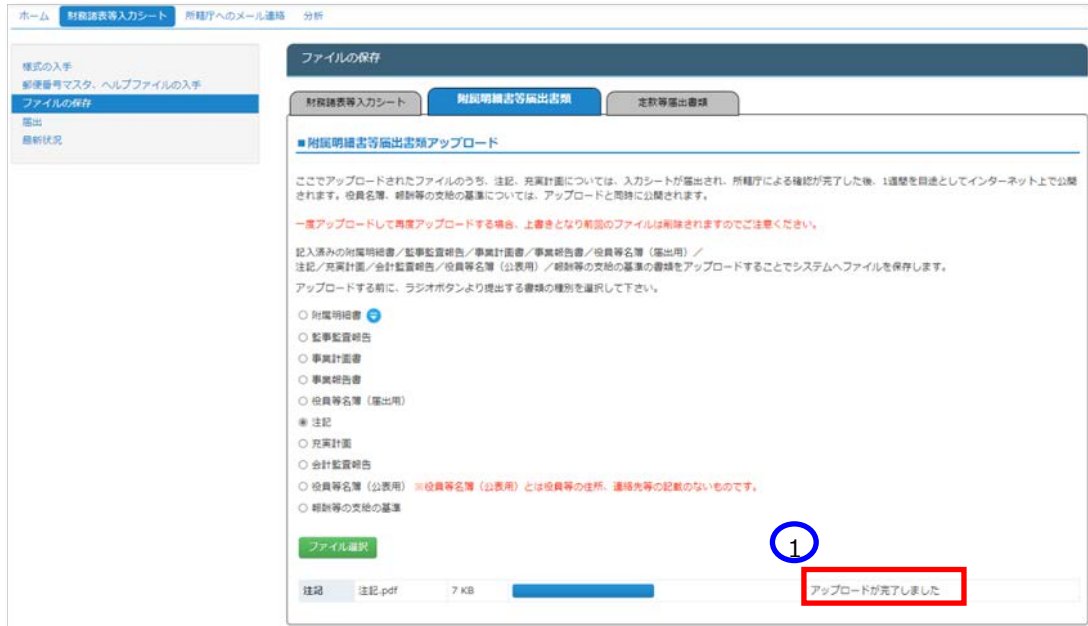 ホーム 財務諸表等入力シート 所轄庁へのメール連絡 分析
様式の入手
郵便番号マスタ、ヘルプファイルの入手
ファイルの保存
届出
最新状況
ファイルの保存
財務諸表等入力シート 附属明細書等届出書類 定款等届出書類
■附属明細書等届出書類アップロード
ここでアップロードされたファイルのうち、注記、充実計画については、入力シートが届出され、所轄庁による確認が完了した後、1週間を目途としてインターネット上で公開
されます。役員名簿、報酬等の支給の基準については、アップロードと同時に公開されます。
一度アップロードして再度アップロードする場合、上書きとなり前回のファイルは削除されますのでご注意ください。
記入済みの附属明細書／監事監査報告／事業計画書／事業報告書／役員等名簿（届出用）／
注記／充実計画／会計監査報告／役員等名簿（公表用）／報酬等の支給の基準の書類をアップロードすることでシステムへファイルを保存します。
アップロードする前に、ラジオボタンより提出する書類の種別を選択して下さい。
附属明細書
監事監査報告
事業計画書
事業報告書
役員等名簿（届出用）
注記
充実計画
会計監査報告
役員等名簿（公表用） ※役員等名簿（公表用）とは役員等の住所、連絡先等の記載のないものです。
報酬等の支給の基準
ファイル選択
1
注記 注記.pdf 7 KB アップロードが完了しました